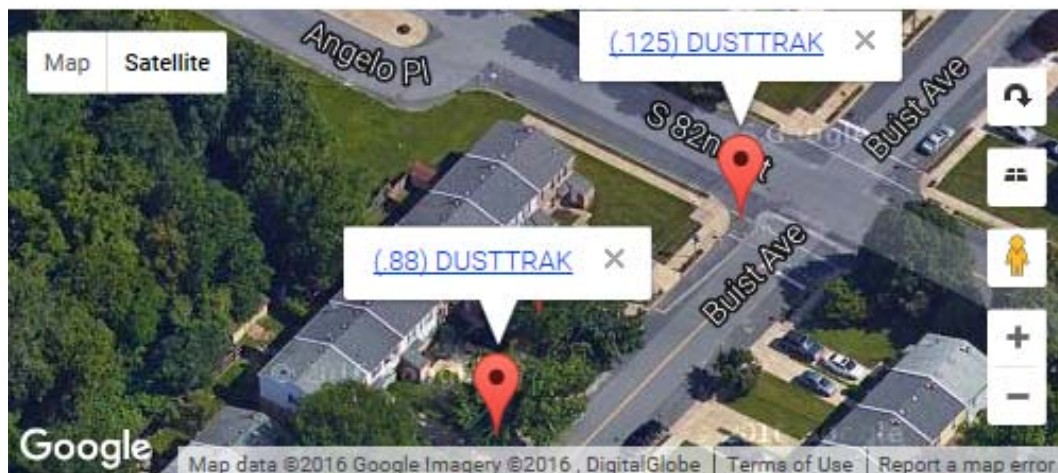 (.125) DUSTTRAK
Map Satellite
Angelo Pl
Buist Ave
S 82n
(.88) DUSTTRAK
Buist Ave
Google
Map data ©2016 Google Imagery ©2016 , DigitalGlobe Terms of Use Report a map error